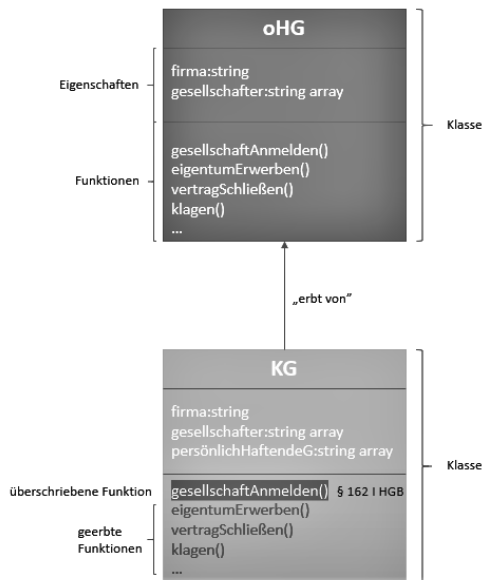 oHG
Eigenschaften
firma:string
gesellschafter:string array
Klasse
Funktionen
gesellschaftAnmelden()
eigentumErwerben()
vertragSchließen()
klagen()
...
„erbt von”
KG
firma:string
gesellschafter:string array
persönlichHaftendeG:string array
Klasse
überschriebene Funktion gesellschaftAnmelden() § 162 I HGB
geerbte
Funktionen
eigentumErwerben()
vertragSchließen()
klagen()
...